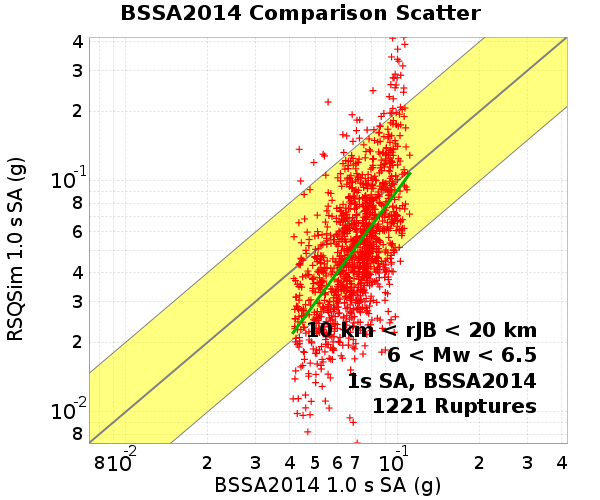 BSSA2014 Comparison Scatter
RSQSim 1.0 s SA (g)
4
3
2
10-1
8
6
4
3
2
10-2
8
10 km < rJB < 20 km
6 < Mw < 6.5
1s SA, BSSA2014
1221 Ruptures
8 10-2 2 3 4 5 6 7 10-1 2 3 4
BSSA2014 1.0 s SA (g)